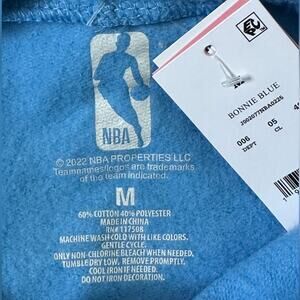 NBA
© 2022 NBA PROPERTIES LLC
Teamnames/logos are trademarks
of the team indicated.
M
60% COTTON 40% POLYESTER
MADE IN CHINA
RN# 117508
MACHINE WASH COLD WITH LIKE COLORS.
GENTLE CYCLE.
ONLY NON-CHLORINE BLEACH WHEN NEEDED.
TUMBLE DRY LOW. REMOVE PROMPTLY.
COOL IRON IF NEEDED.
DO NOT IRON DECORATION.
BONNIE BLUE
006
05
DEPT
CL